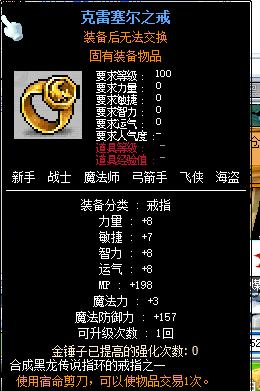 克雷塞尔之戒
装备后无法交换
固有装备物品
要求等级： 100
要求力量： 0
要求敏捷： 0
要求智力： 0
要求运气： 0
要求人气度：-
道具等级： -
道具经验值： -
新手 战士 魔法师 弓箭手 飞侠 海盗
装备分类 : 戒指
力量 : +8
敏捷 : +7
智力 : +8
运气 : +8
MP : +198
魔法力 : +3
魔法防御力 : +157
可升级次数 : 1回
金锤子已提高的强化次数: 0
合成黑龙传说指环的戒指之一
使用宿命剪刀，可以使物品交易1次。